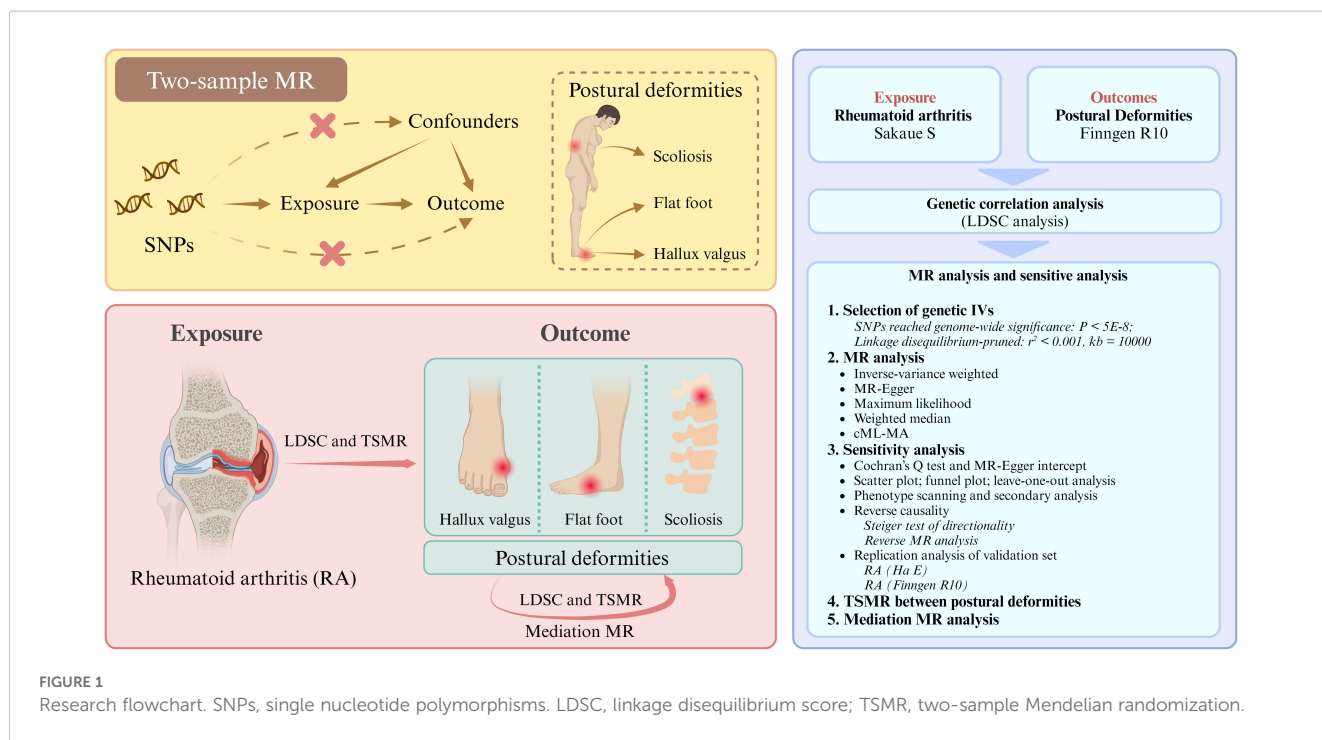 Two-sample MR
Confounders
Exposure
Outcome
SNPs
Postural deformities
Scoliosis
Flat foot
Hallux valgus
Exposure
Outcome
LDSC and TSMR
Hallux valgus
Flat foot
Scoliosis
Rheumatoid arthritis (RA)
Postural deformities
LDSC and TSMR
Mediation MR
Exposure
Rheumatoid arthritis
Sakaue S
Outcomes
Postural Deformities
Finngen R10
Genetic correlation analysis
(LDSC analysis)
MR analysis and sensitive analysis
1. Selection of genetic IVs
SNPs reached genome-wide significance: P < 5E-8;
Linkage disequilibrium-pruned: r² < 0.001, kb = 10000
2. MR analysis
• Inverse-variance weighted
• MR-Egger
• Maximum likelihood
• Weighted median
• cML-MA
3. Sensitivity analysis
• Cochran's Q test and MR-Egger intercept
• Scatter plot; funnel plot; leave-one-out analysis
• Phenotype scanning and secondary analysis
• Reverse causality
Steiger test of directionality
Reverse MR analysis
• Replication analysis of validation set
RA (Ha E)
RA (Finngen R10)
4. TSMR between postural deformities
5. Mediation MR analysis
FIGURE 1
Research flowchart. SNPs, single nucleotide polymorphisms. LDSC, linkage disequilibrium score; TSMR, two-sample Mendelian randomization.